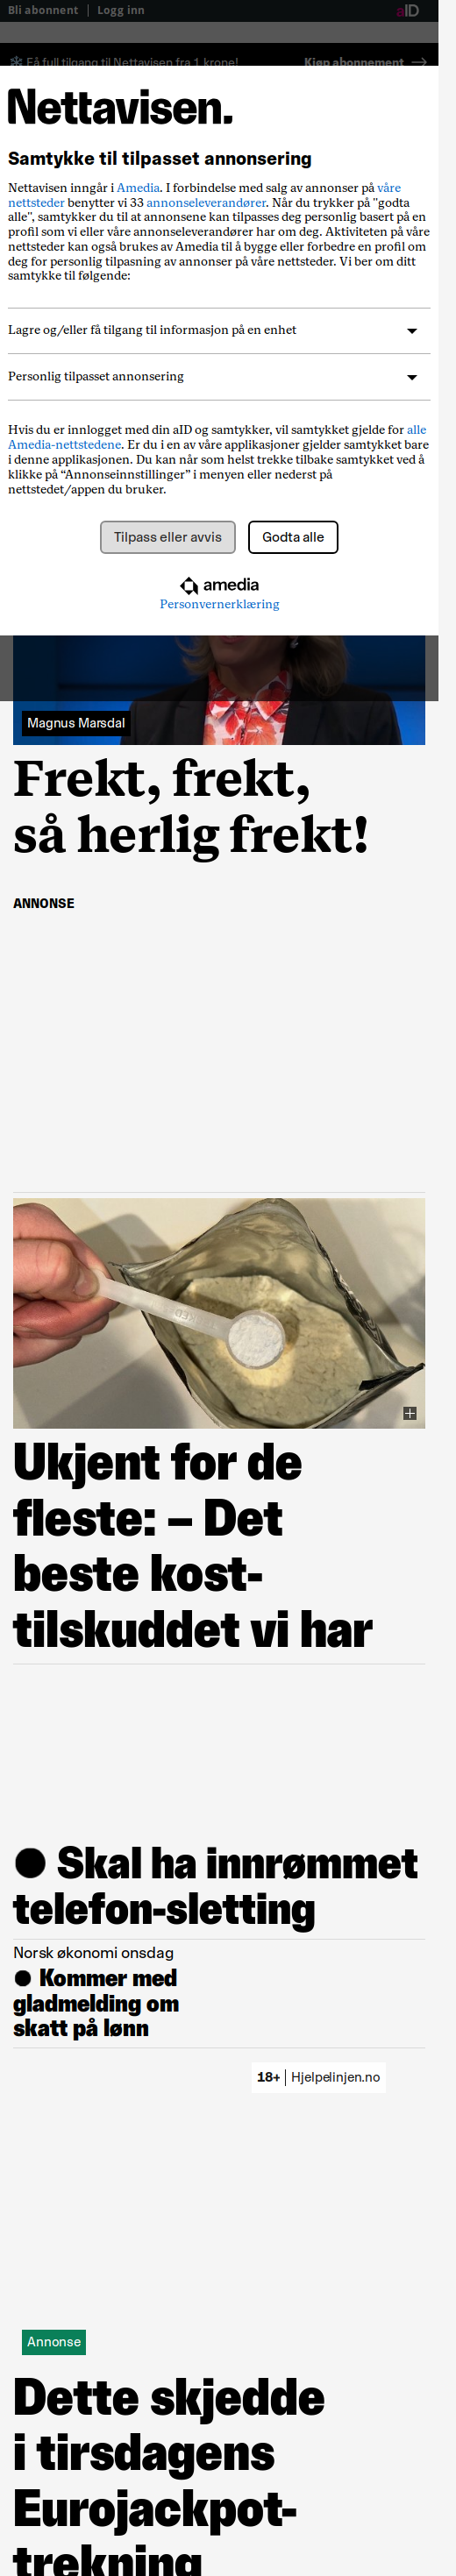 Bli abonnent | Logg inn
aID
Få full tilgang til Nettavisen fra 1 krone!
Kjøp abonnement →
Nettavisen.
Samtykke til tilpasset annonsering
Nettavisen inngår i Amedia. I forbindelse med salg av annonser på våre
nettsteder benytter vi 33 annonseleverandører. Når du trykker på "godta
alle", samtykker du til at annonsene kan tilpasses deg personlig basert på en
profil som vi eller våre annonseleverandører har om deg. Aktiviteten på våre
nettsteder kan også brukes av Amedia til å bygge eller forbedre en profil om
deg for personlig tilpasning av annonser på våre nettsteder. Vi ber om ditt
samtykke til følgende:
Lagre og/eller få tilgang til informasjon på en enhet
Personlig tilpasset annonsering
Hvis du er innlogget med din aID og samtykker, vil samtykket gjelde for alle
Amedia-nettstedene. Er du i en av våre applikasjoner gjelder samtykket bare
i denne applikasjonen. Du kan når som helst trekke tilbake samtykket ved å
klikke på “Annonseinnstillinger” i menyen eller nederst på
nettstedet/appen du bruker.
Tilpass eller avvis
Godta alle
amedia
Personvernerklæring
Magnus Marsdal
Frekt, frekt,
så herlig frekt!
ANNONSE
Ukjent for de
fleste: – Det
beste kost-
tilskuddet vi har
● Skal ha innrømmet
telefon-sletting
Norsk økonomi onsdag
● Kommer med
gladmelding om
skatt på lønn
18+ | Hjelpelinjen.no
Annonse
Dette skjedde
i tirsdagens
Eurojackpot-
trekning